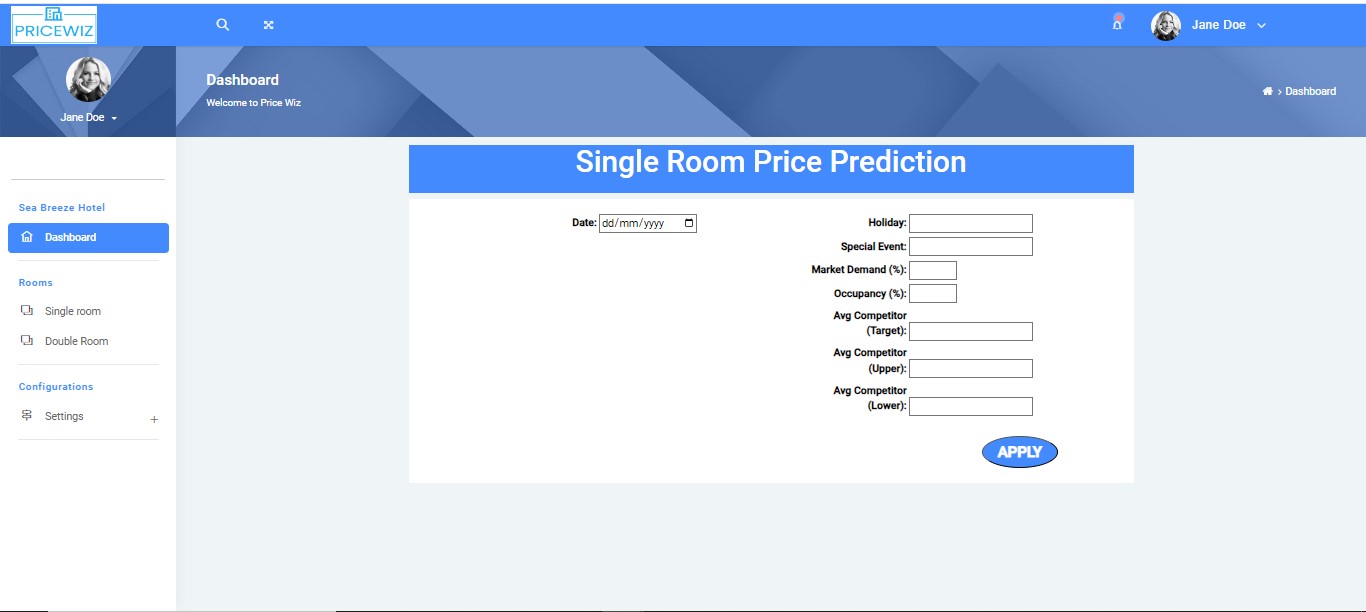 PRICEWIZ
Jane Doe
Jane Doe
Dashboard
Welcome to Price Wiz
› Dashboard
Sea Breeze Hotel
Dashboard
Rooms
Single room
Double Room
Configurations
Settings +
Single Room Price Prediction
Date: dd/mm/yyyy
Holiday:
Special Event:
Market Demand (%):
Occupancy (%):
Avg Competitor
(Target):
Avg Competitor
(Upper):
Avg Competitor
(Lower):
APPLY